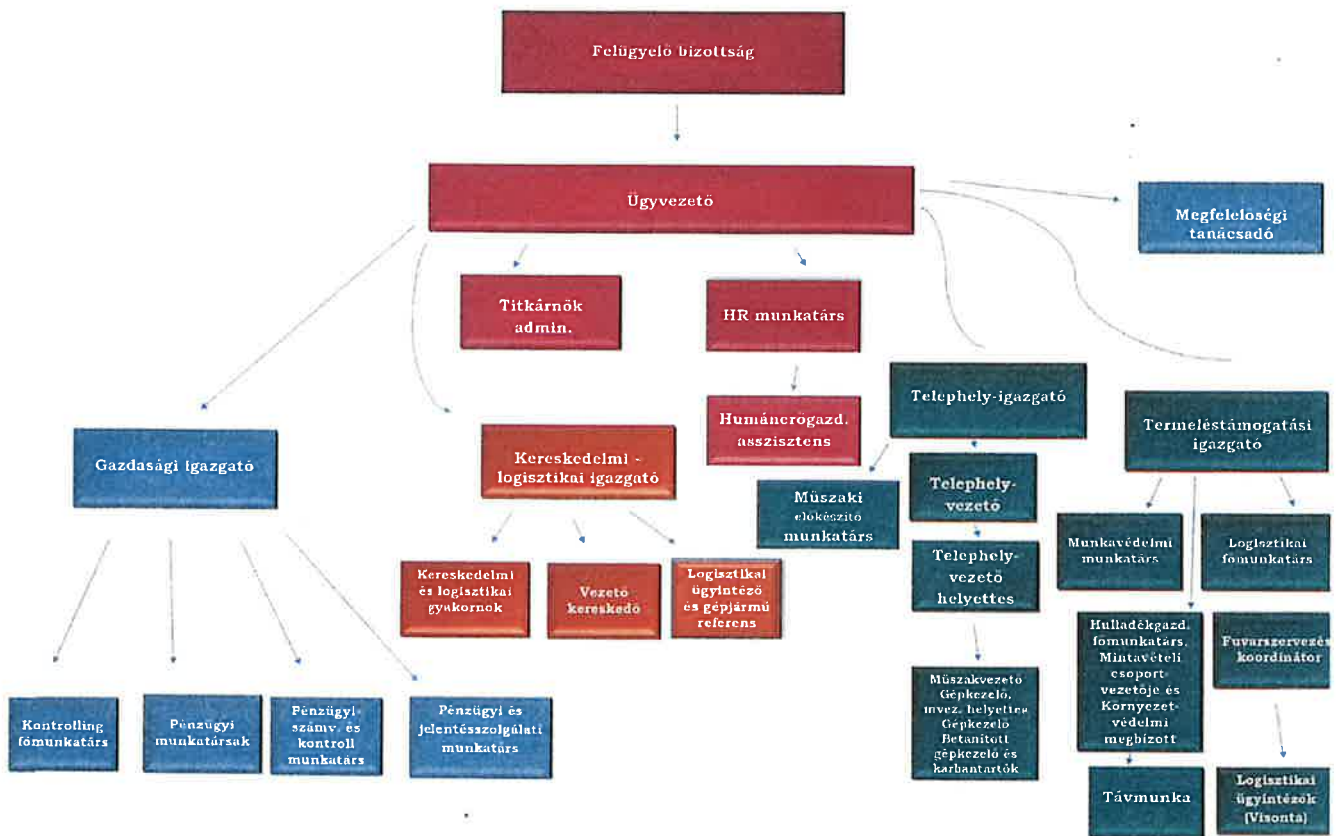 Felügyelő bizottság
Ügyvezető
Megfelelőségi
tanácsadó
Titkárnők
admin.
HR munkatárs
Humánerőgazd.
asszisztens
Telephely-igazgató
Termeléstámogatási
igazgató
Gazdasági igazgató
Kereskedelmi -
logisztikai igazgató
Műszaki
előkészítő
munkatárs
Telephely-
vezető
Telephely-
vezető
helyettes
Munkavédelmi
munkatárs
Logisztikai
főmunkatárs
Kereskedelmi
és logisztikai
gyakornok
Vezető
kereskedő
Logisztikai
ügyintéző
és gépjármű
referens
Hulladékgazd.
főmunkatárs,
Mintavételi
csoport-
vezetője és
Környezet-
védelmi
megbízott
Fuvarszervezés
koordinátor
Kontrolling
főmunkatárs
Pénzügyi
munkatársak
Pénzügyi-
számv. és
kontroll
munkatárs
Pénzügyi és
jelentésszolgálati
munkatárs
Műszakvezető
Gépkezelő,
mvez. helyettes
Gépkezelő
Betanított
gépkezelő és
karbantartók
Távmunka
Logisztikai
ügyintézők
(Visonta)